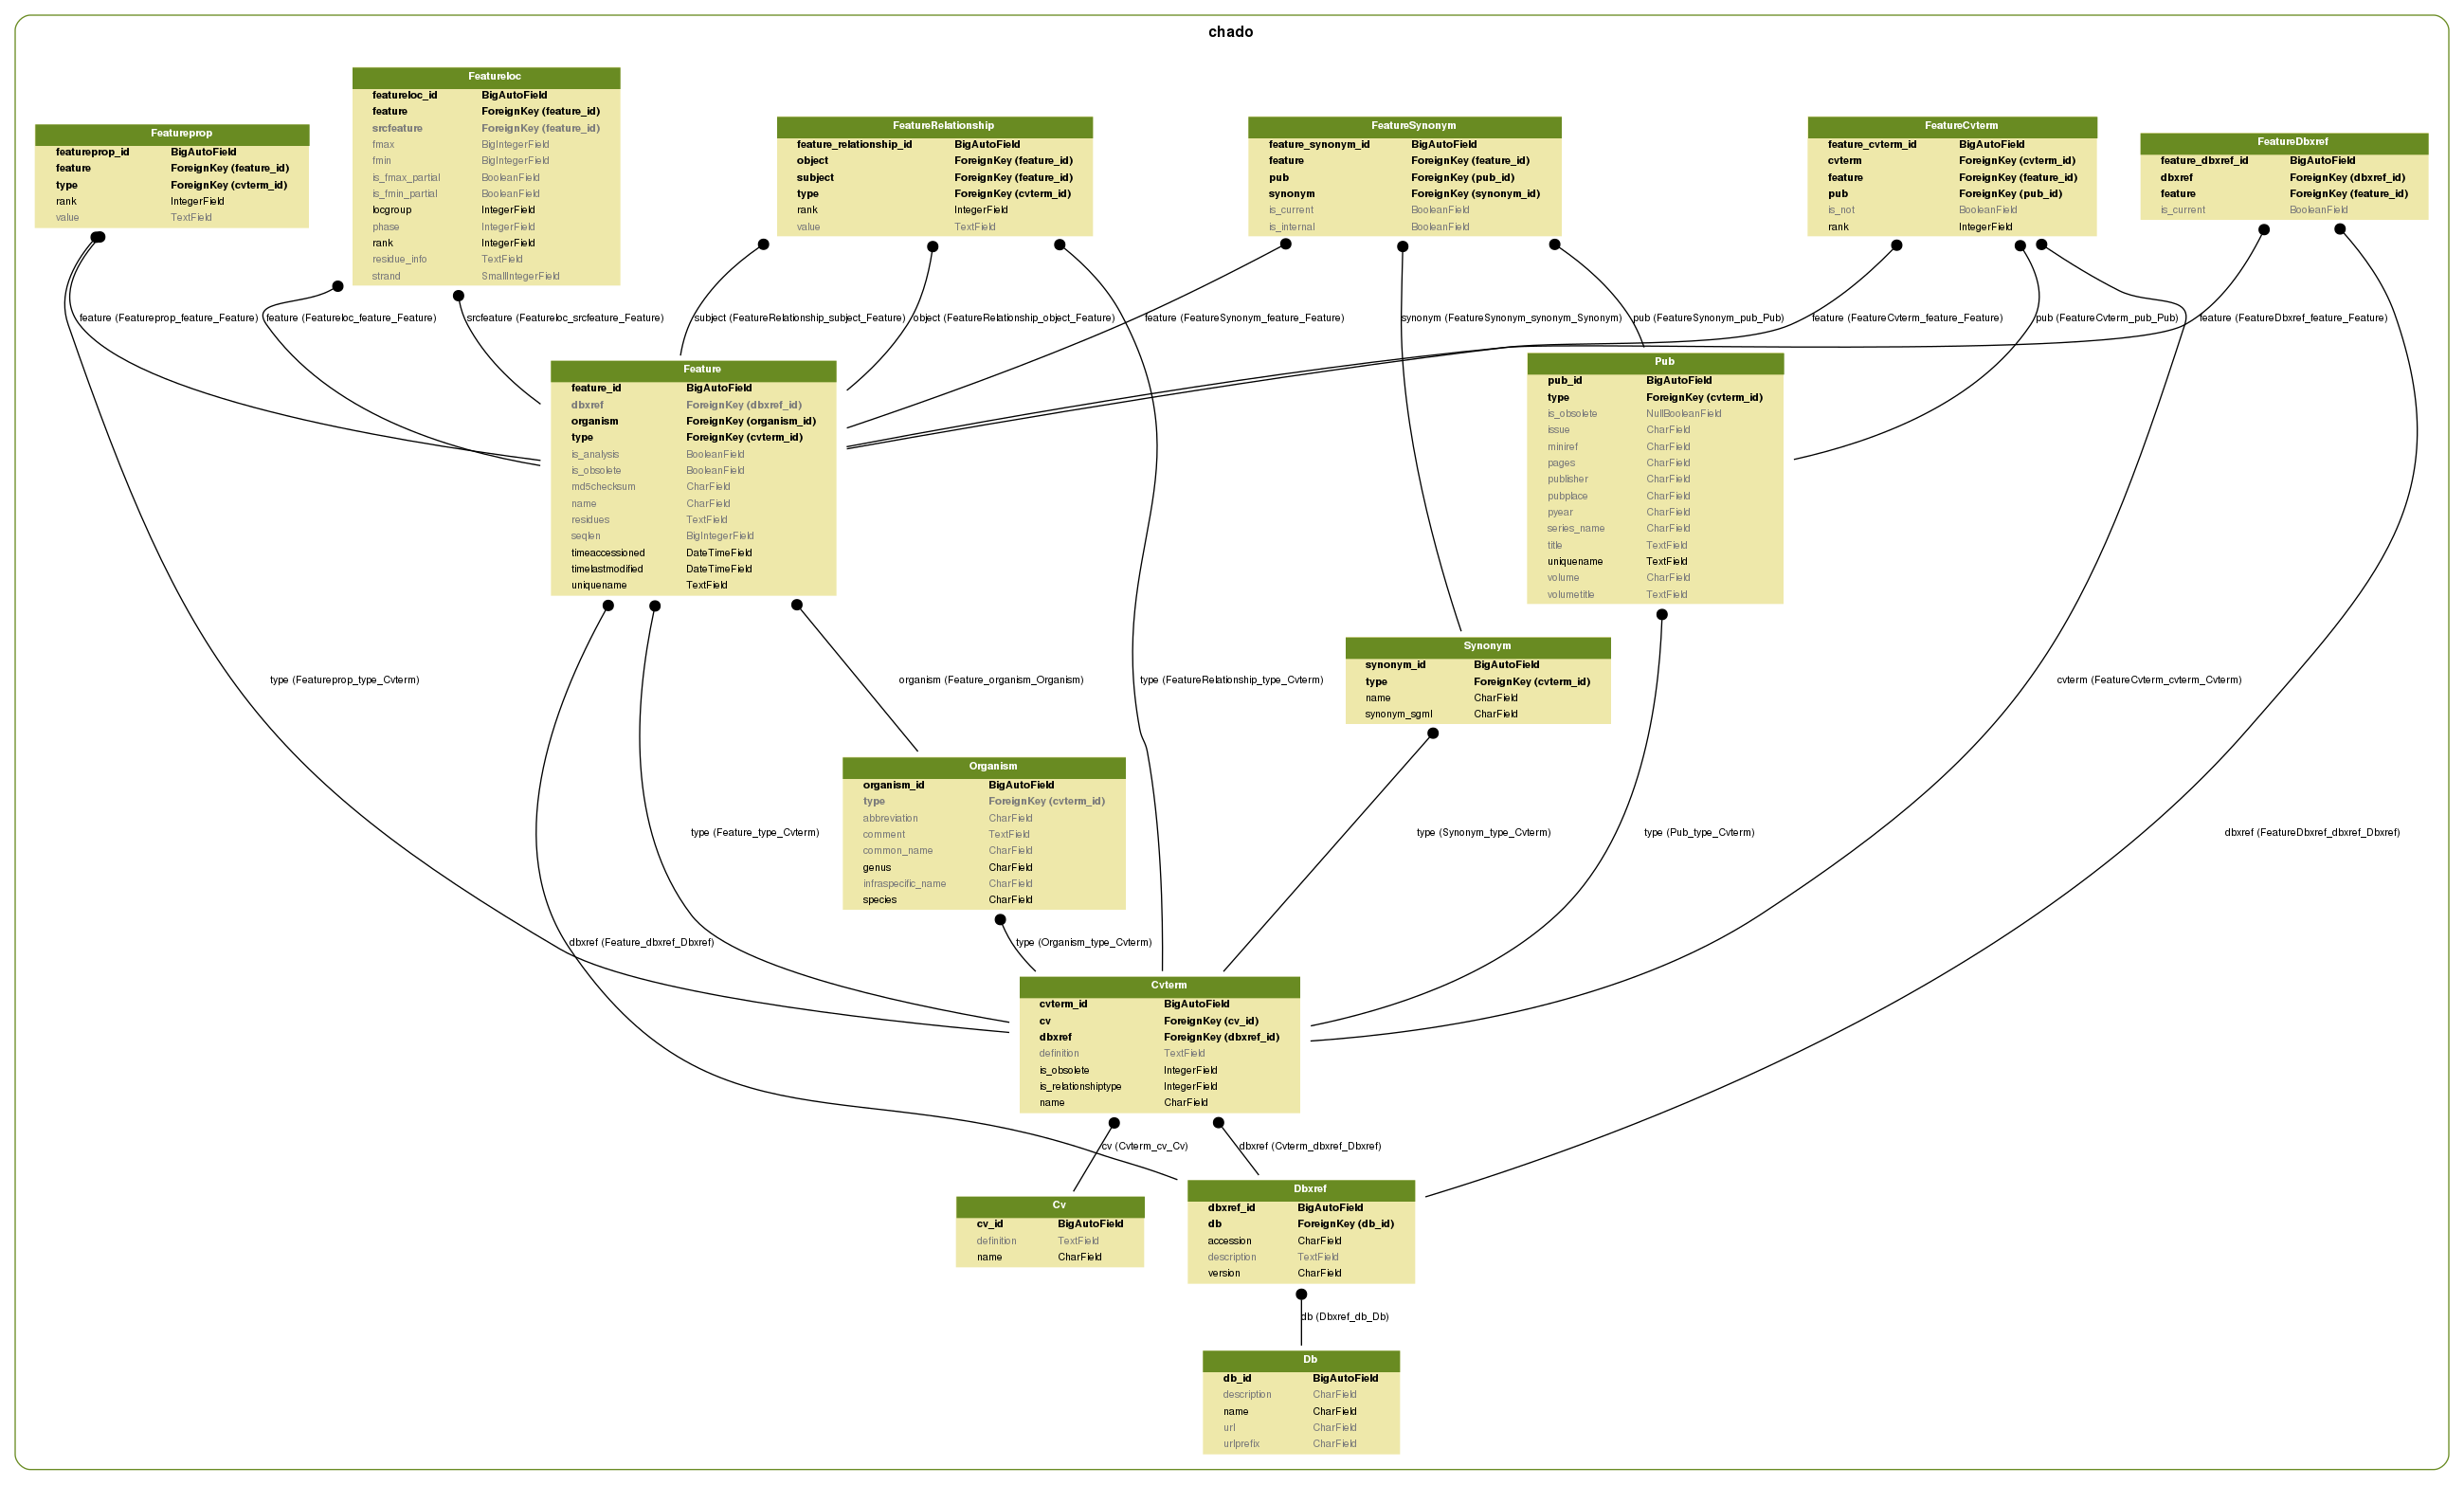 chado
Featureprop
featureprop_id BigAutoField
feature ForeignKey (feature_id)
type ForeignKey (cvterm_id)
rank IntegerField
value TextField
Featureloc
featureloc_id BigAutoField
feature ForeignKey (feature_id)
srcfeature ForeignKey (feature_id)
fmax BigIntegerField
fmin BigIntegerField
is_fmax_partial BooleanField
is_fmin_partial BooleanField
locgroup IntegerField
phase IntegerField
rank IntegerField
residue_info TextField
strand SmallIntegerField
FeatureRelationship
feature_relationship_id BigAutoField
object ForeignKey (feature_id)
subject ForeignKey (feature_id)
type ForeignKey (cvterm_id)
rank IntegerField
value TextField
FeatureSynonym
feature_synonym_id BigAutoField
feature ForeignKey (feature_id)
pub ForeignKey (pub_id)
synonym ForeignKey (synonym_id)
is_current BooleanField
is_internal BooleanField
FeatureCvterm
feature_cvterm_id BigAutoField
cvterm ForeignKey (cvterm_id)
feature ForeignKey (feature_id)
pub ForeignKey (pub_id)
is_not BooleanField
rank IntegerField
FeatureDbxref
feature_dbxref_id BigAutoField
dbxref ForeignKey (dbxref_id)
feature ForeignKey (feature_id)
is_current BooleanField
feature (Featureprop_feature_Feature)
feature (Featureloc_feature_Feature)
srcfeature (Featureloc_srcfeature_Feature)
subject (FeatureRelationship_subject_Feature)
object (FeatureRelationship_object_Feature)
feature (FeatureSynonym_feature_Feature)
synonym (FeatureSynonym_synonym_Synonym)
pub (FeatureSynonym_pub_Pub)
feature (FeatureCvterm_feature_Feature)
pub (FeatureCvterm_pub_Pub)
feature (FeatureDbxref_feature_Feature)
Feature
feature_id BigAutoField
dbxref ForeignKey (dbxref_id)
organism ForeignKey (organism_id)
type ForeignKey (cvterm_id)
is_analysis BooleanField
is_obsolete BooleanField
md5checksum CharField
name CharField
residues TextField
seqlen BigIntegerField
timeaccessioned DateTimeField
timelastmodified DateTimeField
uniquename TextField
Pub
pub_id BigAutoField
type ForeignKey (cvterm_id)
is_obsolete NullBooleanField
issue CharField
miniref CharField
pages CharField
publisher CharField
pubplace CharField
pyear CharField
series_name CharField
title TextField
uniquename TextField
volume CharField
volumetitle TextField
Synonym
synonym_id BigAutoField
type ForeignKey (cvterm_id)
name CharField
synonym_sgml CharField
type (Featureprop_type_Cvterm)
organism (Feature_organism_Organism)
type (FeatureRelationship_type_Cvterm)
cvterm (FeatureCvterm_cvterm_Cvterm)
Organism
organism_id BigAutoField
type ForeignKey (cvterm_id)
abbreviation CharField
comment TextField
common_name CharField
genus CharField
infraspecific_name CharField
species CharField
type (Feature_type_Cvterm)
type (Synonym_type_Cvterm)
type (Pub_type_Cvterm)
dbxref (FeatureDbxref_dbxref_Dbxref)
dbxref (Feature_dbxref_Dbxref)
type (Organism_type_Cvterm)
Cvterm
cvterm_id BigAutoField
cv ForeignKey (cv_id)
dbxref ForeignKey (dbxref_id)
definition TextField
is_obsolete IntegerField
is_relationshiptype IntegerField
name CharField
cv (Cvterm_cv_Cv)
dbxref (Cvterm_dbxref_Dbxref)
Cv
cv_id BigAutoField
definition TextField
name CharField
Dbxref
dbxref_id BigAutoField
db ForeignKey (db_id)
accession CharField
description TextField
version CharField
db (Dbxref_db_Db)
Db
db_id BigAutoField
description CharField
name CharField
url CharField
urlprefix CharField